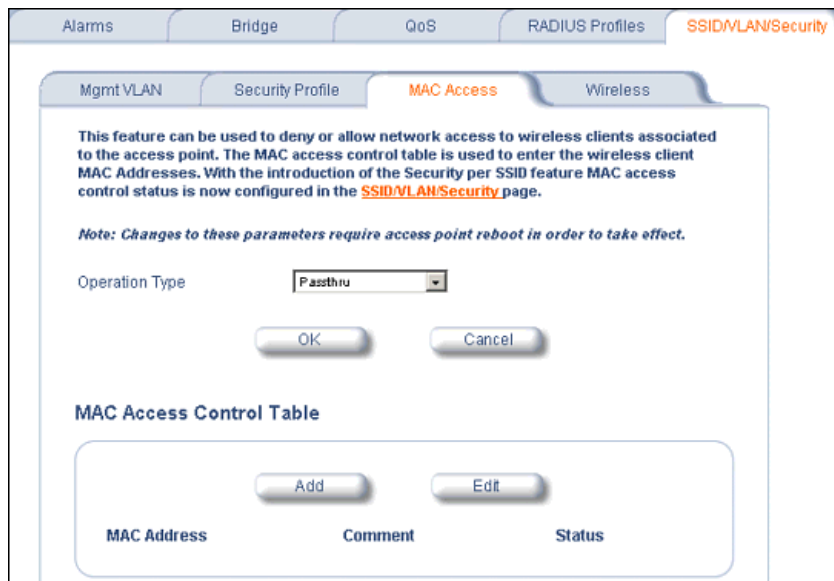 Alarms Bridge QoS RADIUS Profiles SSID/VLAN/Security
Mgmt VLAN Security Profile MAC Access Wireless
This feature can be used to deny or allow network access to wireless clients associated
to the access point. The MAC access control table is used to enter the wireless client
MAC Addresses. With the introduction of the Security per SSID feature MAC access
control status is now configured in the SSID/VLAN/Security page.
Note: Changes to these parameters require access point reboot in order to take effect.
Operation Type Passthru
OK Cancel
MAC Access Control Table
Add Edit
MAC Address Comment Status